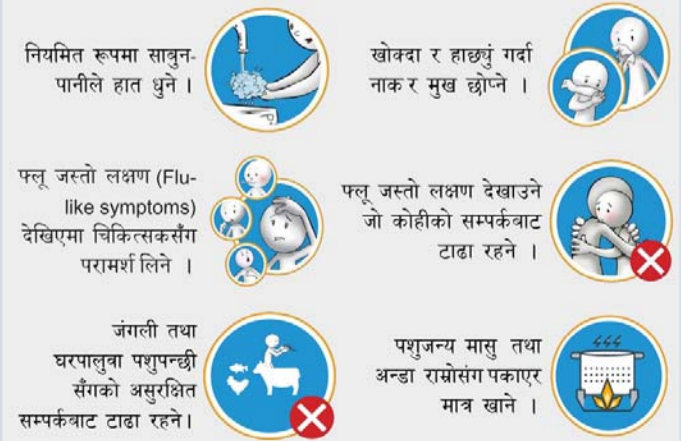 नियमित रूपमा साबुन-
पानीले हात धुने ।
खोक्दा र हाछ्युं गर्दा
नाक र मुख छोप्ने ।
फ्लू जस्तो लक्षण (Flu-
like symptoms)
देखिएमा चिकित्सकसँग
परामर्श लिने ।
फ्लू जस्तो लक्षण देखाउने
जो कोहीको सम्पर्कबाट
टाढा रहने ।
जंगली तथा
घरपालुवा पशुपन्छी
सँगको असुरक्षित
सम्पर्कबाट टाढा रहने।
पशुजन्य मासु तथा
अन्डा राम्रोसंग पकाएर
मात्र खाने ।